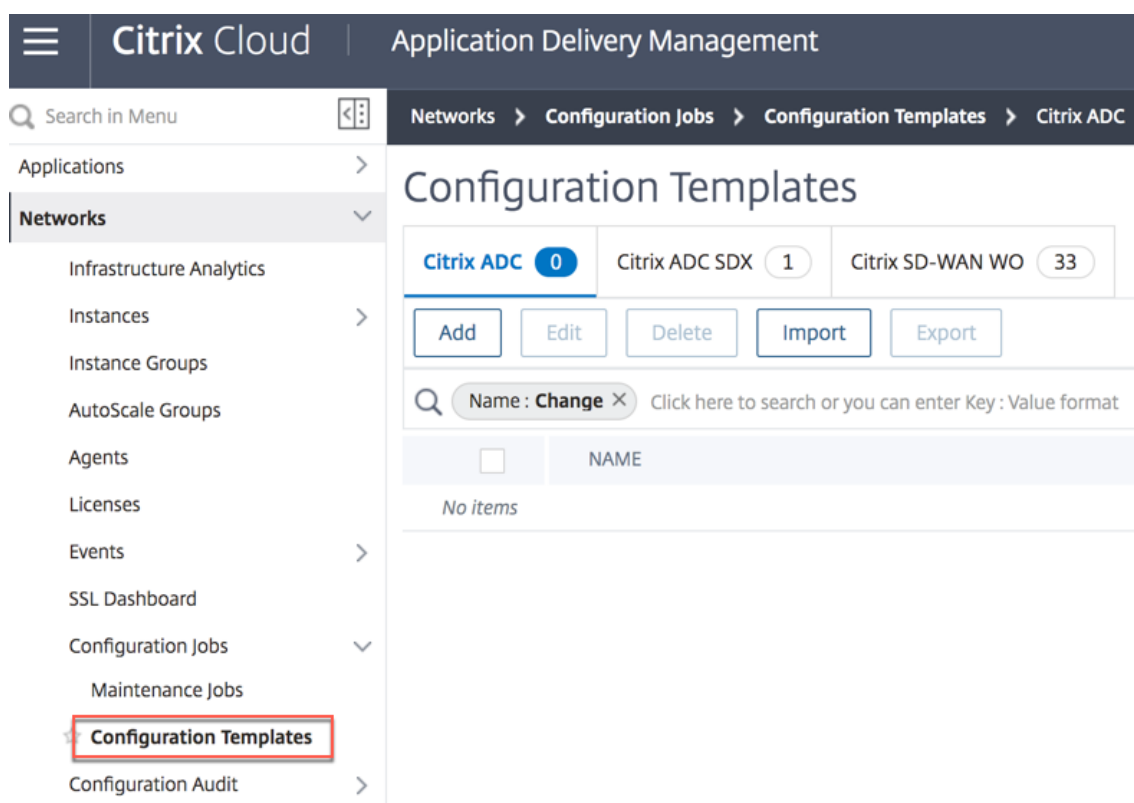 Citrix Cloud
Application Delivery Management
Search in Menu
Networks > Configuration Jobs > Configuration Templates > Citrix ADC
Applications
Networks
Infrastructure Analytics
Instances
Instance Groups
AutoScale Groups
Agents
Licenses
Events
SSL Dashboard
Configuration Jobs
Maintenance Jobs
Configuration Templates
Configuration Audit
Configuration Templates
Citrix ADC 0 Citrix ADC SDX 1 Citrix SD-WAN WO 33
Add Edit Delete Import Export
Name : Change × Click here to search or you can enter Key : Value format
NAME
No items